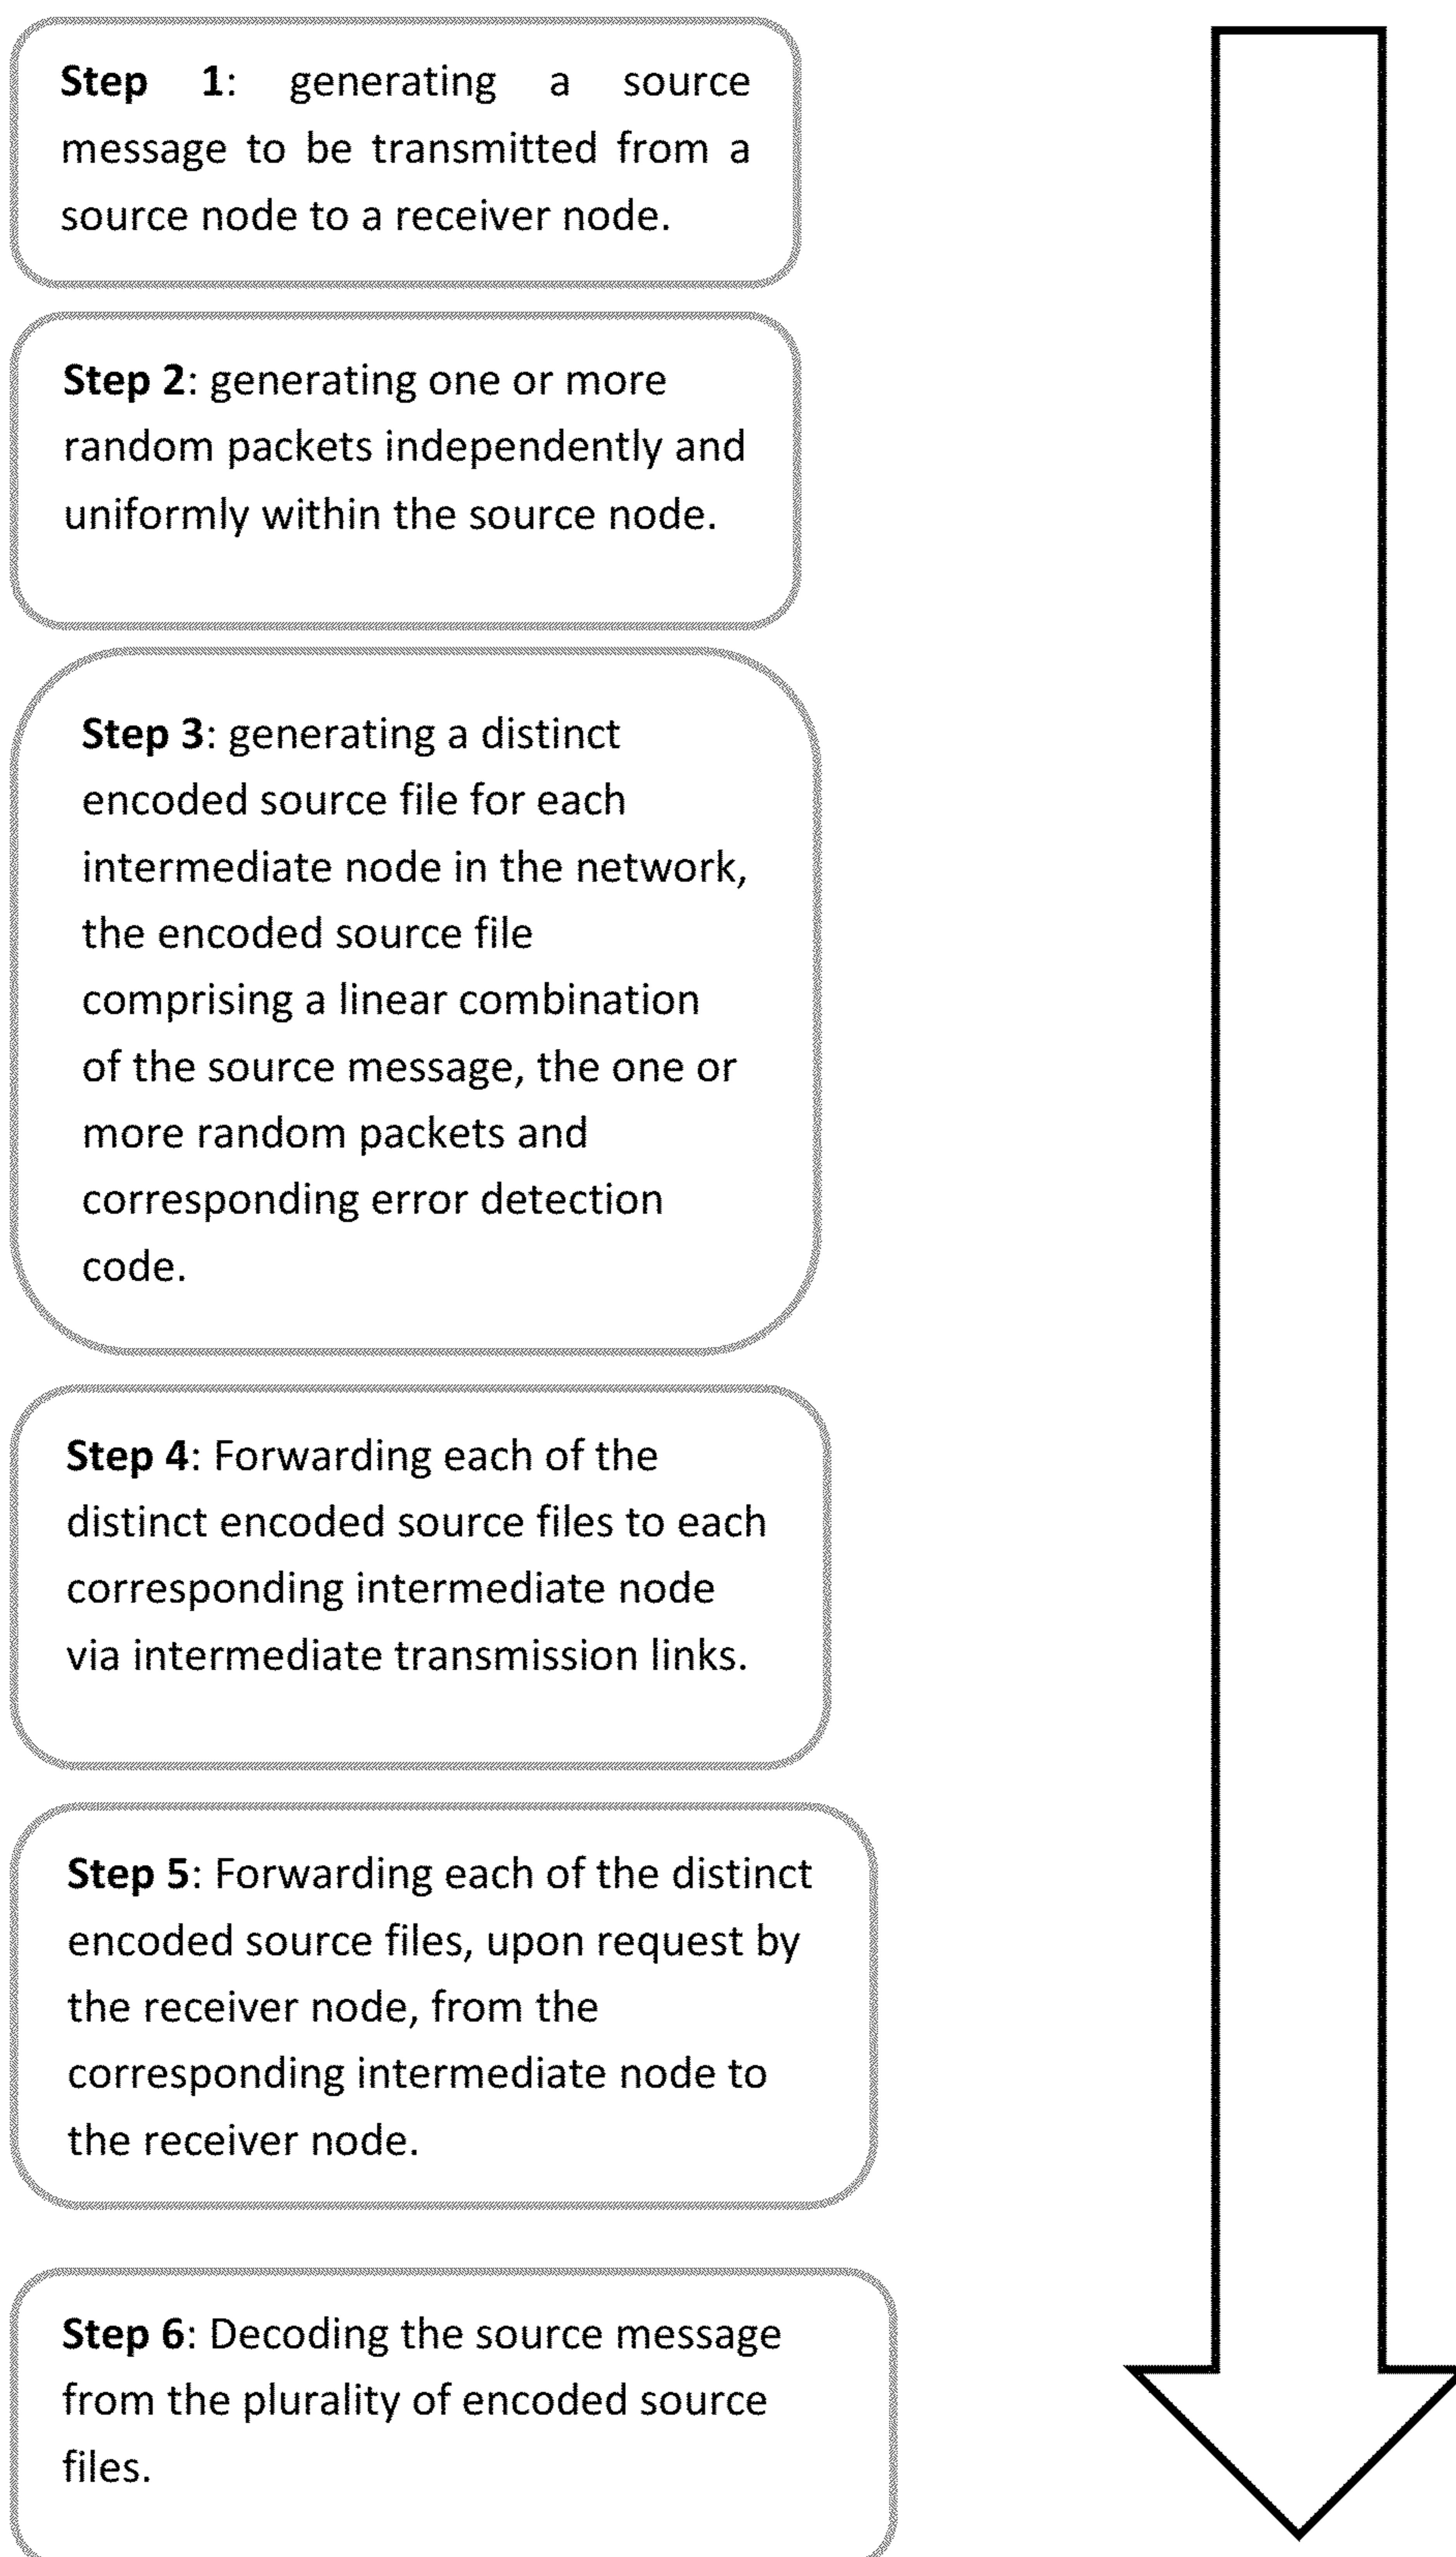 Step 1: generating a source
message to be transmitted from a
source node to a receiver node.
Step 2: generating one or more
random packets independently and
uniformly within the source node.
Step 3: generating a distinct
encoded source file for each
intermediate node in the network,
the encoded source file
comprising a linear combination
of the source message, the one or
more random packets and
corresponding error detection
code.
Step 4: Forwarding each of the
distinct encoded source files to each
corresponding intermediate node
via intermediate transmission links.
Step 5: Forwarding each of the distinct
encoded source files, upon request by
the receiver node, from the
corresponding intermediate node to
the receiver node.
Step 6: Decoding the source message
from the plurality of encoded source
files.